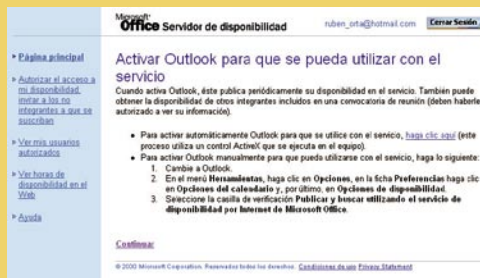 Microsoft
Office Servidor de disponibilidad
ruben_orta@hotmail.com
Cerrar Sesión
Página principal
Autorizar el acceso a
mi disponibilidad,
invitar a los no
integrantes a que se
suscriban
Ver mis usuarios
autorizados
Ver horas de
disponibilidad en el
Web
Ayuda
Activar Outlook para que se pueda utilizar con el
servicio
Cuando activa Outlook, éste publica periódicamente su disponibilidad en el servicio. También puede
obtener la disponibilidad de otros integrantes incluidos en una convocatoria de reunión (deben haberle
autorizado a ver su información).
• Para activar automáticamente Outlook para que se utilice con el servicio, haga clic aquí (este
proceso utiliza un control ActiveX que se ejecuta en el equipo).
• Para activar Outlook manualmente para que pueda utilizarse con el servicio, haga lo siguiente:
1. Cambie a Outlook.
2. En el menú Herramientas, haga clic en Opciones, en la ficha Preferencias haga clic
en Opciones del calendario y, por último, en Opciones de disponibilidad.
3. Seleccione la casilla de verificación Publicar y buscar utilizando el servicio de
disponibilidad por Internet de Microsoft Office.
Continuar
© 2000 Microsoft Corporation. Reservados todos los derechos. Condiciones de uso Privacy Statement